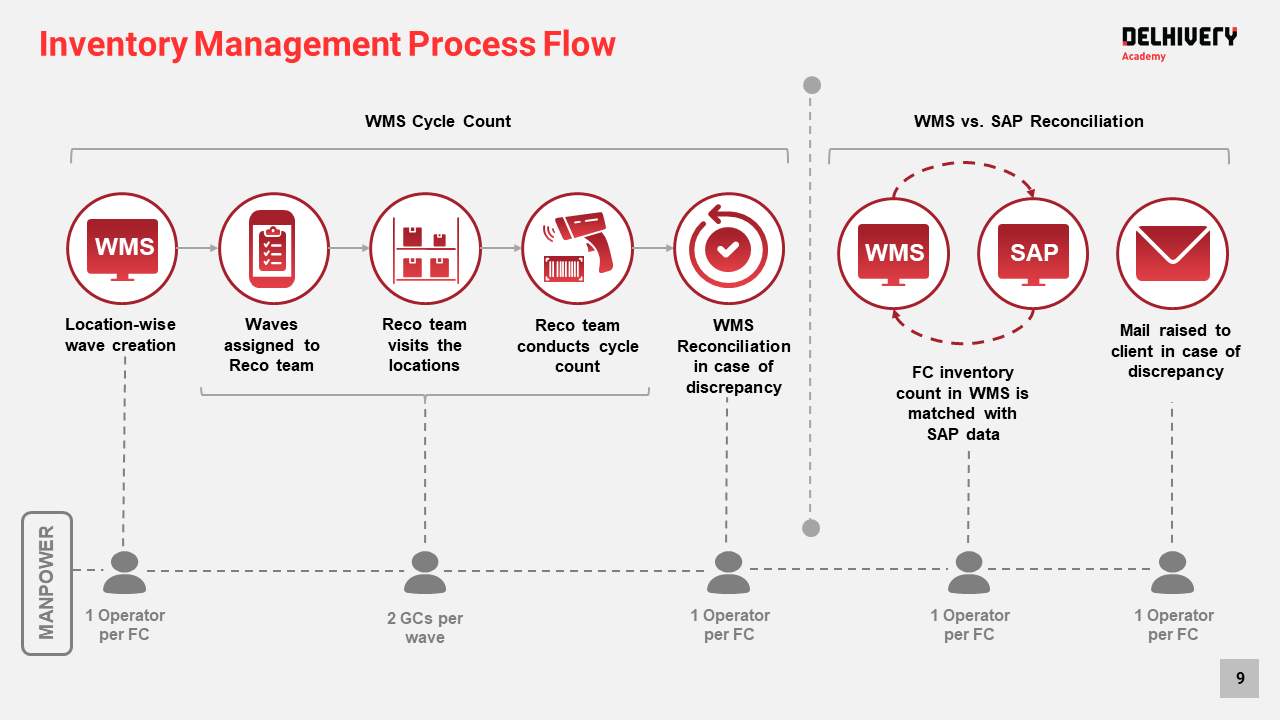 Inventory Management Process Flow
DELHIVERY
Academy
WMS Cycle Count
WMS vs. SAP Reconciliation
WMS
WMS
SAP
Location-wise
wave creation
Waves
assigned to
Reco team
Reco team
visits the
locations
Reco team
conducts cycle
count
WMS
Reconciliation
in case of
discrepancy
FC inventory
count in WMS is
matched with
SAP data
Mail raised to
client in case of
discrepancy
MANPOWER
1 Operator
per FC
2 GCs per
wave
1 Operator
per FC
1 Operator
per FC
1 Operator
per FC
9